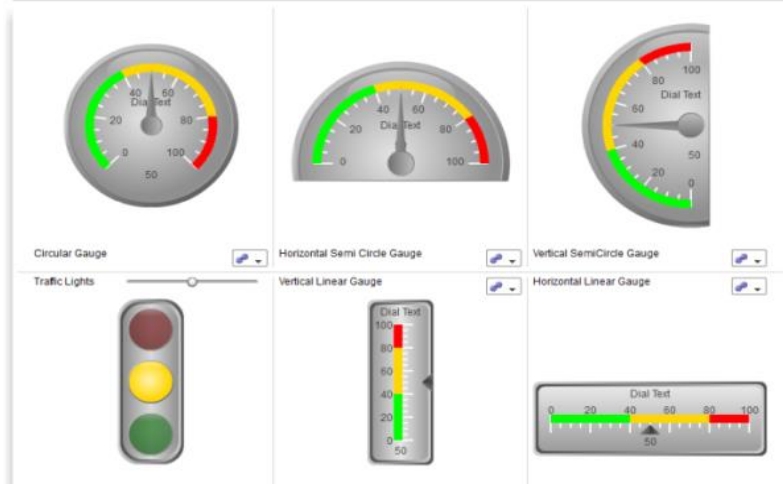 40 60
Dial Text
20 80
0 100
50
Circular Gauge
40 60
20 Dial Text 80
0 100
Horizontal Semi Circle Gauge
100
80
Dial Text
60
40
50
20
0
Vertical SemiCircle Gauge
Traffic Lights
Vertical Linear Gauge
Dial Text
100
80
60
40
20
0
50
Horizontal Linear Gauge
Dial Text
0 20 40 60 80 100
50